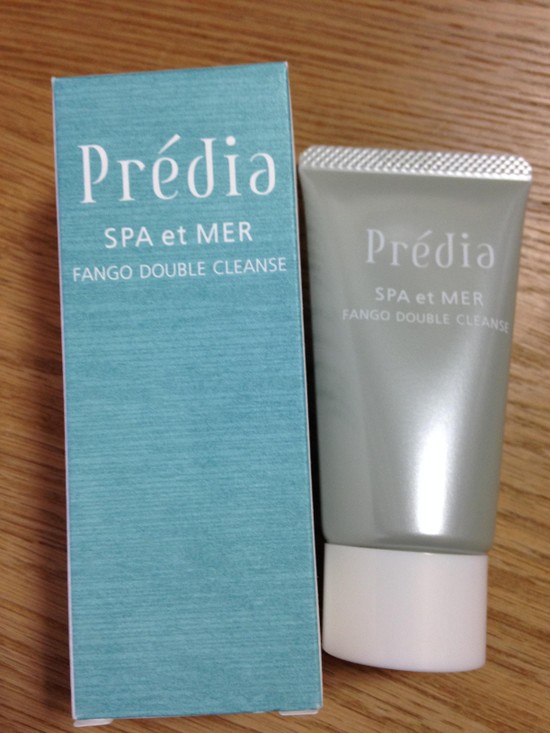 Prédia
SPA et MER
FANGO DOUBLE CLEANSE
Prédia
SPA et MER
FANGO DOUBLE CLEANSE